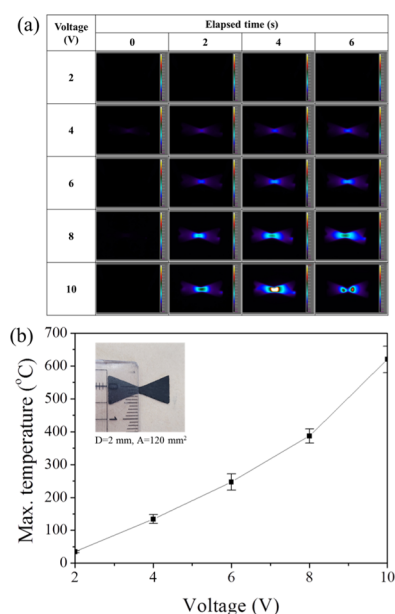 (a)
Voltage (V)
Elapsed time (s)
0 2 4 6
2
4
6
8
10
(b)
700
600
500
400
300
200
100
0
Max. temperature (°C)
D=2 mm, A=120 mm²
2 4 6 8 10
Voltage (V)